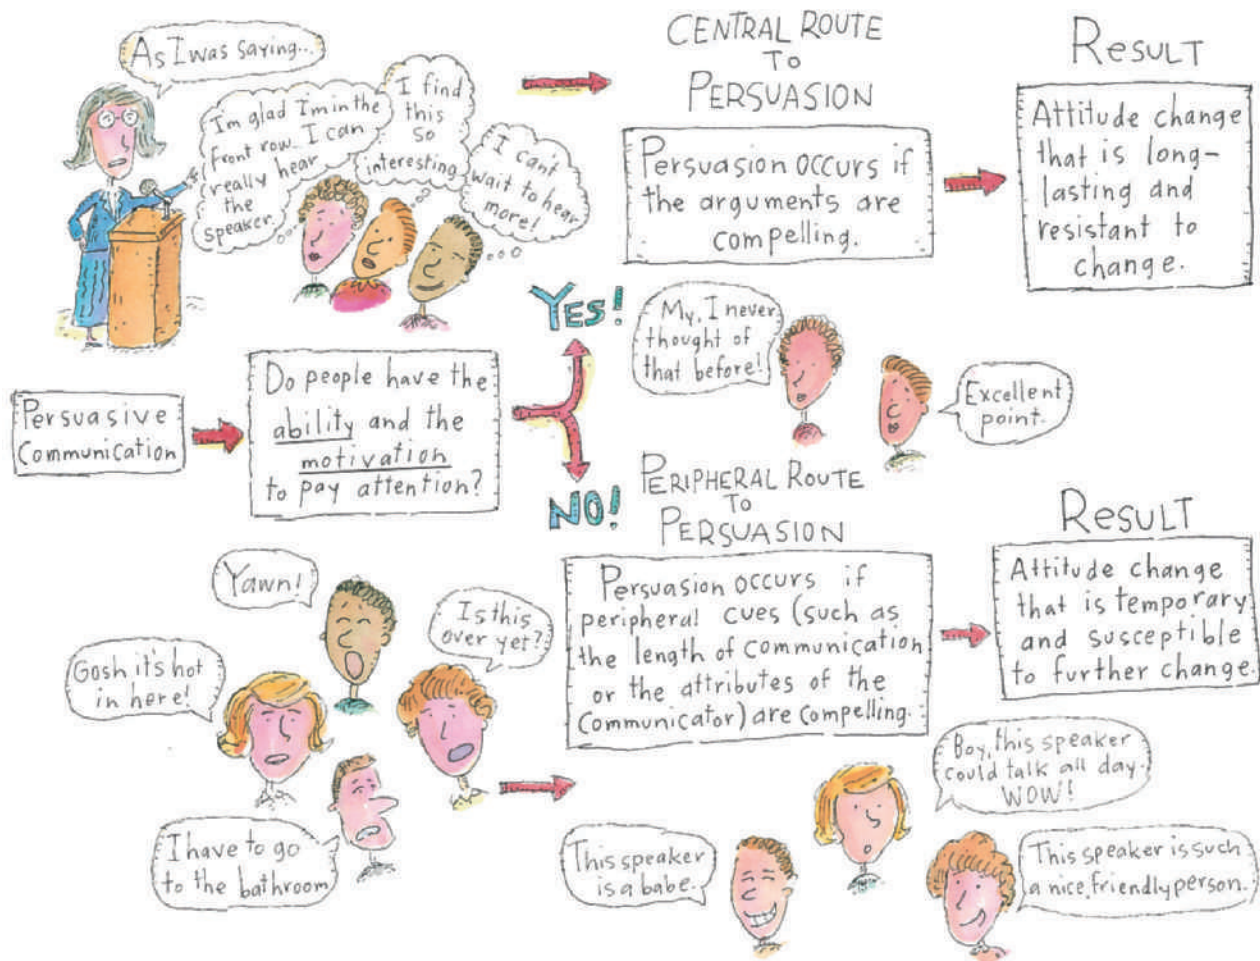 As I was saying...
I'm glad I'm in the
front row. I can
really hear
the
speaker.
I find
this
so
interesting
I can't
wait to hear
more!
CENTRAL ROUTE
TO
PERSUASION
Persuasion occurs if
the arguments are
compelling.
RESULT
Attitude change
that is long-
lasting and
resistant to
change.
YES!
My, I never
thought of
that before!
Excellent
point.
Persuasive
Communication
Do people have the
ability and the
motivation
to pay attention?
NO!
PERIPHERAL ROUTE
TO
PERSUASION
Persuasion occurs if
peripheral cues (such as
the length of communication
or the attributes of the
communicator) are compelling.
RESULT
Attitude change
that is temporary
and susceptible
to further change.
Yawn!
Is this
over yet?
Gosh it's hot
in here!
I have to go
to the bathroom
This speaker
is a babe.
Boy, this speaker
could talk all day.
WOW!
This speaker is such
a nice, friendly person.